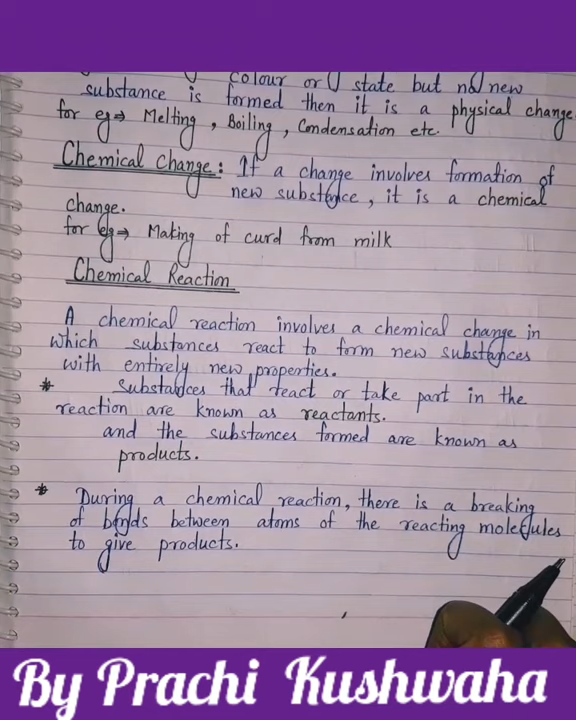 colour or state but no new
substance is formed then it is a physical change
for eg⇒ Melting, Boiling, Condensation etc.
Chemical Change: If a change involves formation of
new substance, it is a chemical
change.
for eg⇒ Making of curd from milk
Chemical Reaction
A chemical reaction involves a chemical change in
which substances react to form new substances
with entirely new properties.
* Substances that react or take part in the
reaction are known as reactants.
and the substances formed are known as
products.
* During a chemical reaction, there is a breaking
of bonds between atoms of the reacting molecules
to give products.
By Prachi Kushwaha